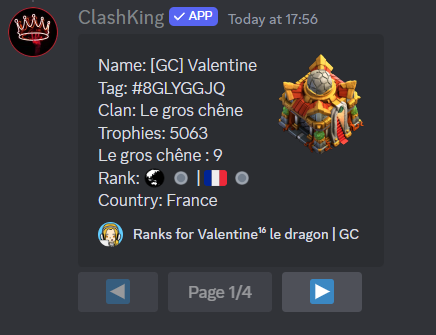 ClashKing ✓ APP Today at 17:56
Name: [GC] Valentine
Tag: #8GLYGGJQ
Clan: Le gros chêne
Trophies: 5063
Le gros chêne : 9
Rank: |
Country: France
Ranks for Valentine¹⁶ le dragon | GC
Page 1/4